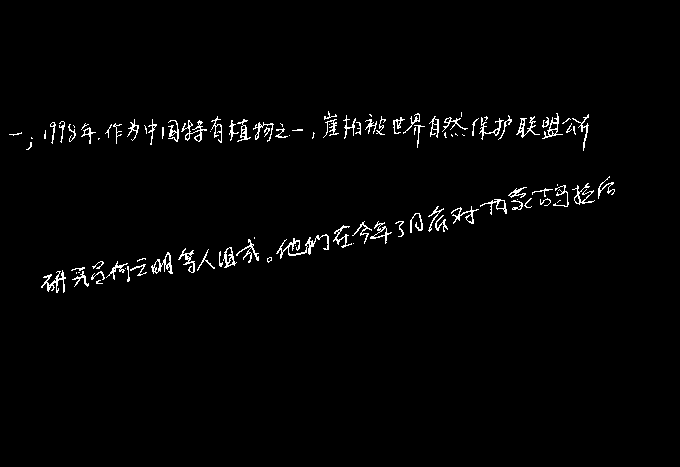 一,1998年.作为中国特有植物之一,崖柏被世界自然保护联盟公布
研究员何云明等人组成。他们在今年3月底对内蒙古乌拉后